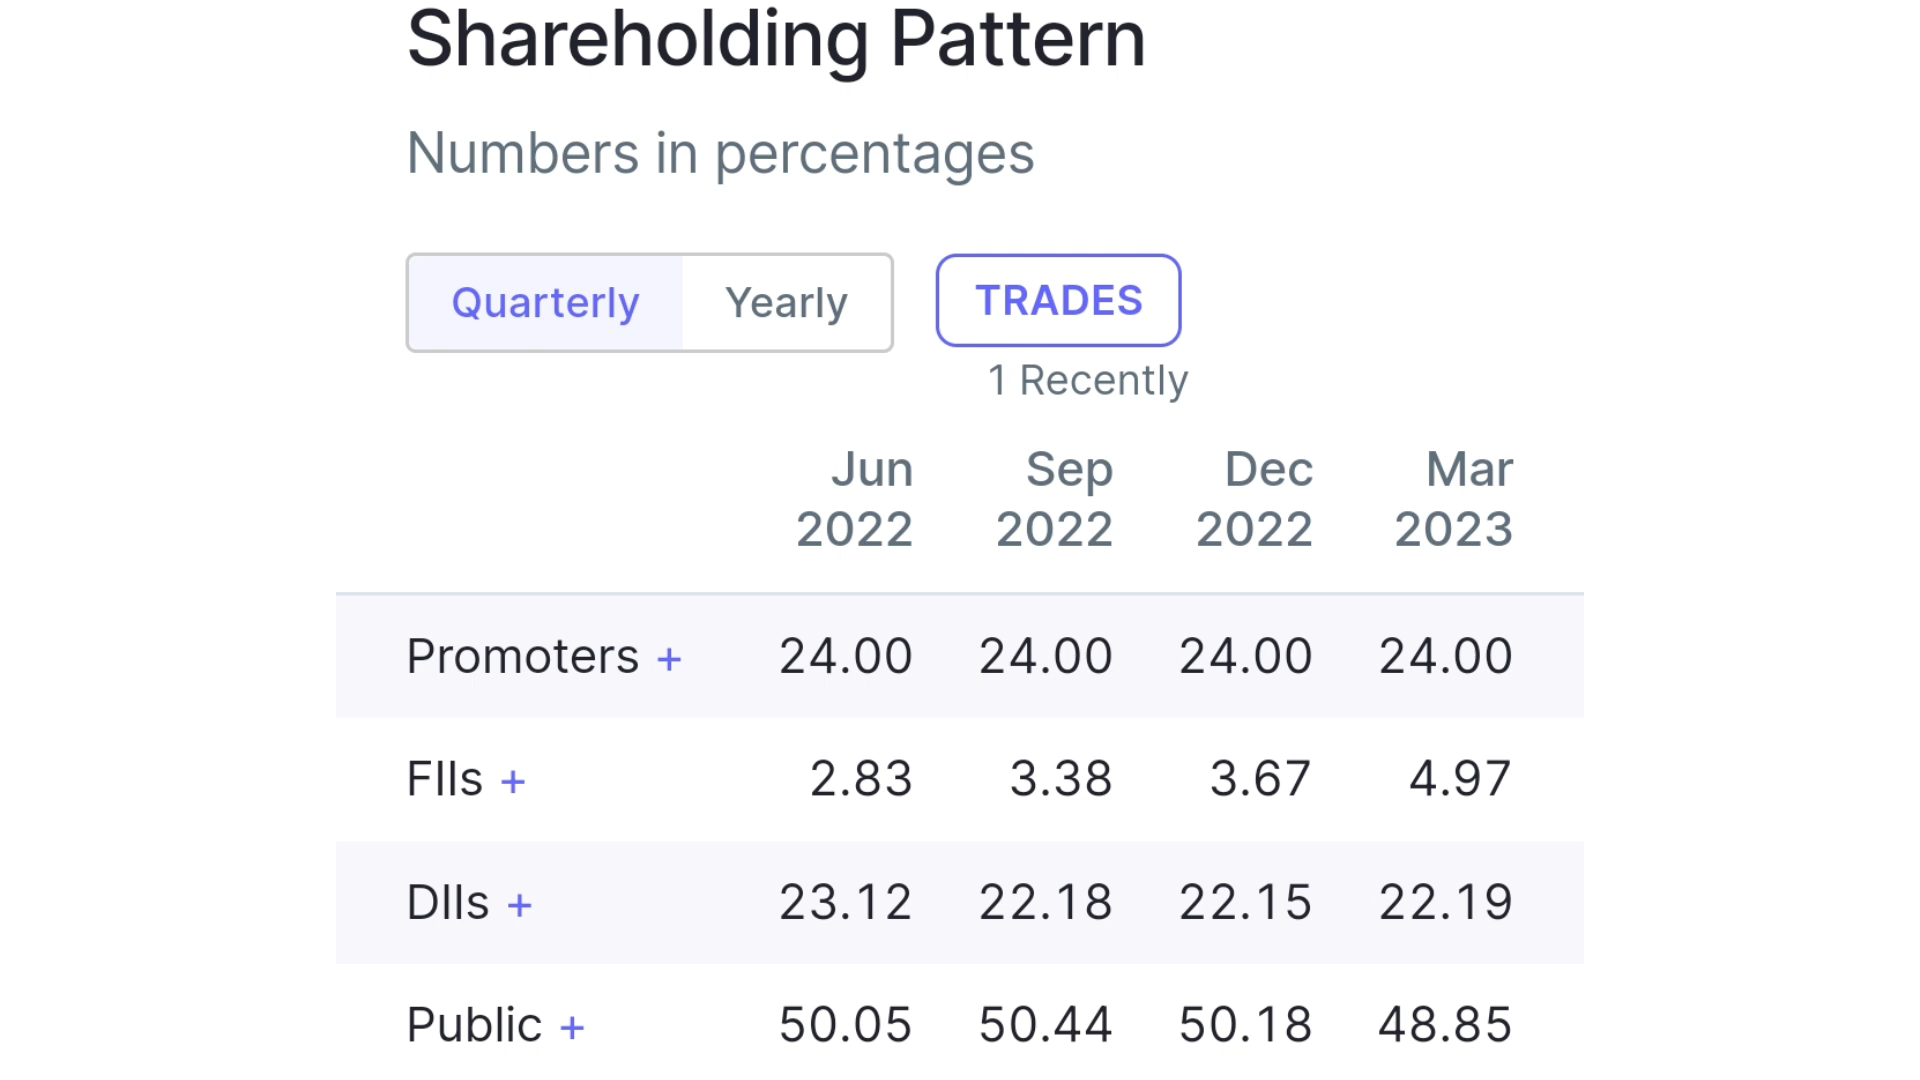 Shareholding Pattern
Numbers in percentages
Quarterly Yearly TRADES
1 Recently
Jun Sep Dec Mar
2022 2022 2022 2023
Promoters + 24.00 24.00 24.00 24.00
FIIs + 2.83 3.38 3.67 4.97
DIIs + 23.12 22.18 22.15 22.19
Public + 50.05 50.44 50.18 48.85